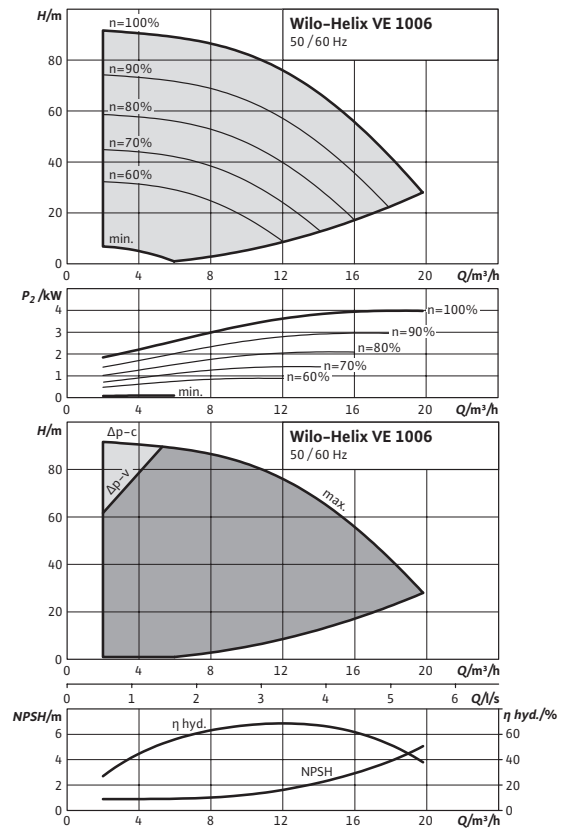 H/m
Wilo-Helix VE 1006
50 / 60 Hz
n=100%
n=90%
80
n=80%
60
n=70%
40
n=60%
20
min.
0
0 4 8 12 16 20 Q/m³/h
P₂ /kW
4
n=100%
3
n=90%
2
n=80%
1
n=70%
n=60%
0
min.
0 4 8 12 16 20 Q/m³/h
H/m
Δp-c
Wilo-Helix VE 1006
50 / 60 Hz
80
Δp-v
max.
60
40
20
0
0 4 8 12 16 20 Q/m³/h
0 1 2 3 4 5 6 Q/l/s
NPSH/m
η hyd./%
η hyd.
6 60
4 40
NPSH
2 20
0 0
0 4 8 12 16 20 Q/m³/h